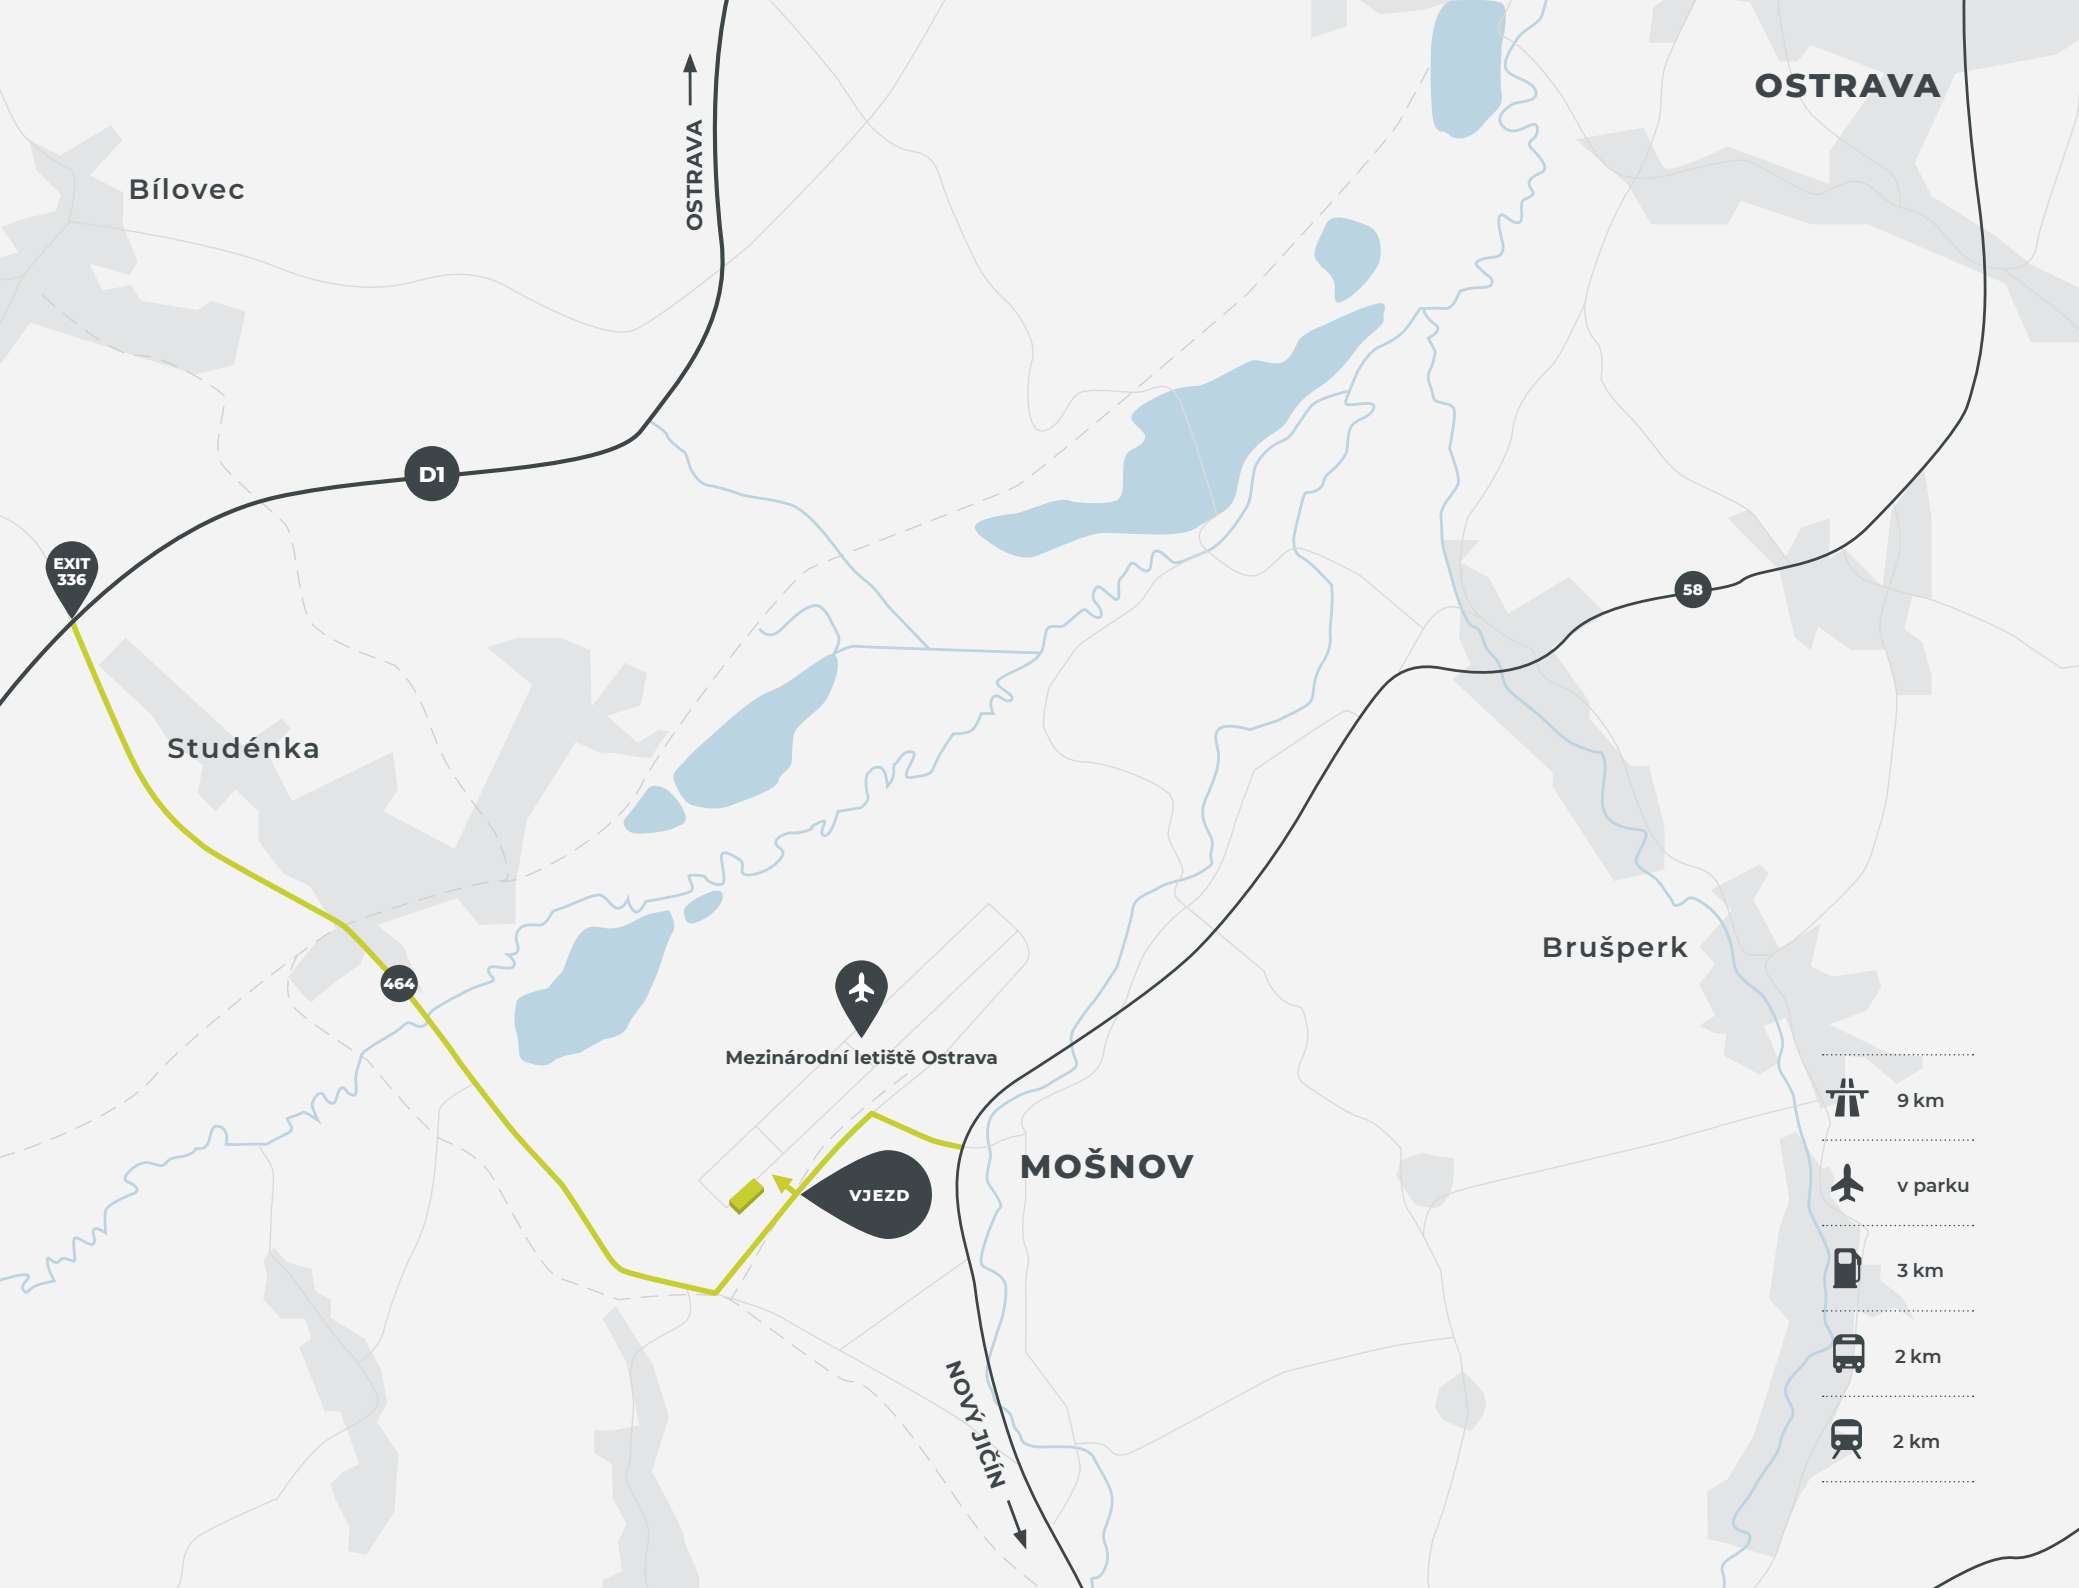 OSTRAVA
OSTRAVA
Bílovec
D1
EXIT
336
58
Studénka
Brušperk
464
Mezinárodní letiště Ostrava
MOŠNOV
VJEZD
NOVÝ JIČÍN
9 km
v parku
3 km
2 km
2 km